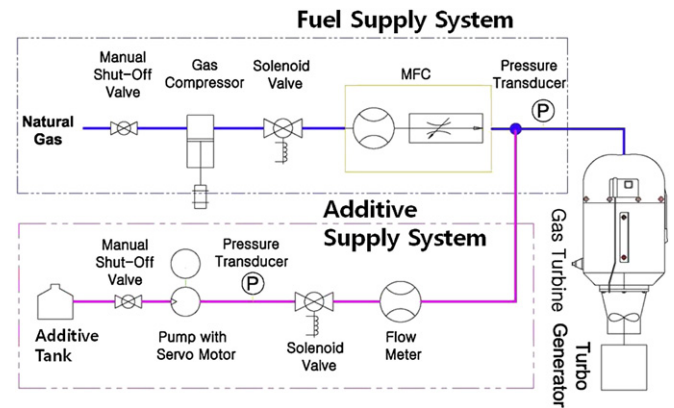 Fuel Supply System
Manual
Shut-Off
Valve
Gas
Compressor
Solenoid
Valve
MFC
Pressure
Transducer
P
Natural
Gas
Additive
Supply System
Manual
Shut-Off
Valve
Pressure
Transducer
P
Additive
Tank
Pump with
Servo Motor
Solenoid
Valve
Flow
Meter
Gas Turbine
Turbo
Generator